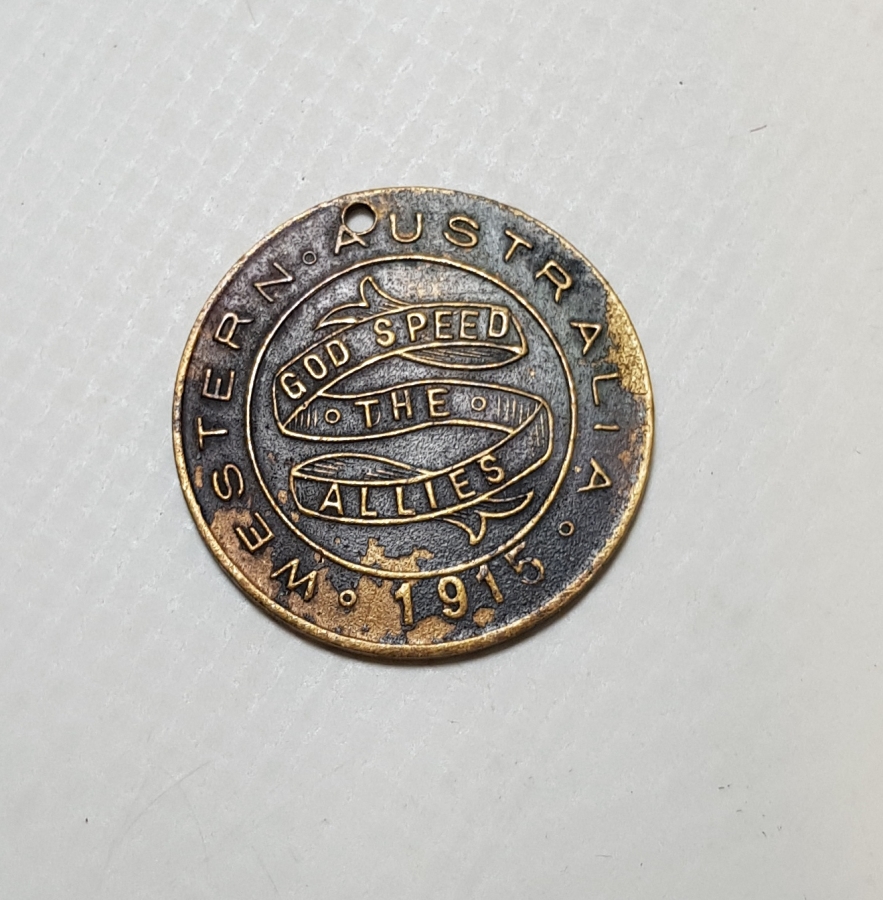 WESTERN AUSTRALIA
1915
GOD SPEED
THE
ALLIES